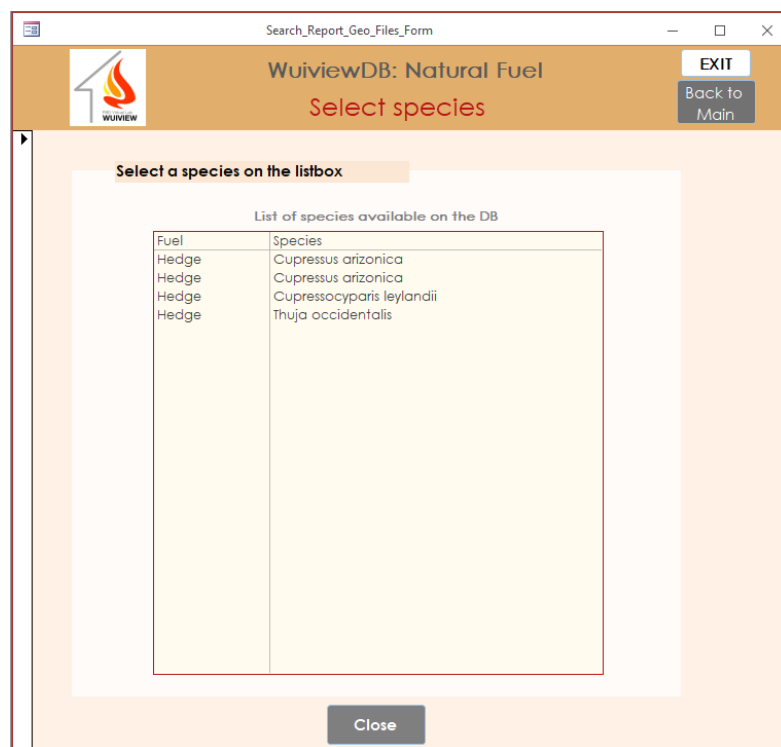 Search_Report_Geo_Files_Form
WuiviewDB: Natural Fuel
EXIT
Select species
Back to
Main
WUIVIEW
Select a species on the listbox
List of species available on the DB
Fuel Species
Hedge Cupressus arizonica
Hedge Cupressus arizonica
Hedge Cupressocyparis leylandii
Hedge Thuja occidentalis
Close